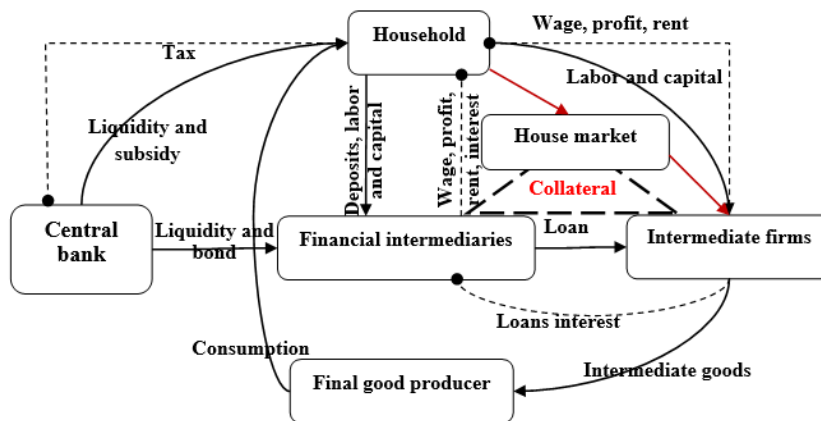 Wage, profit, rent
Household
Tax
Labor and capital
Liquidity and
subsidy
Deposits, labor
and capital
Wage, profit,
rent, interest
House market
Collateral
Central
bank
Liquidity and
bond
Financial intermediaries
Loan
Intermediate firms
Loans interest
Consumption
Final good producer
Intermediate goods